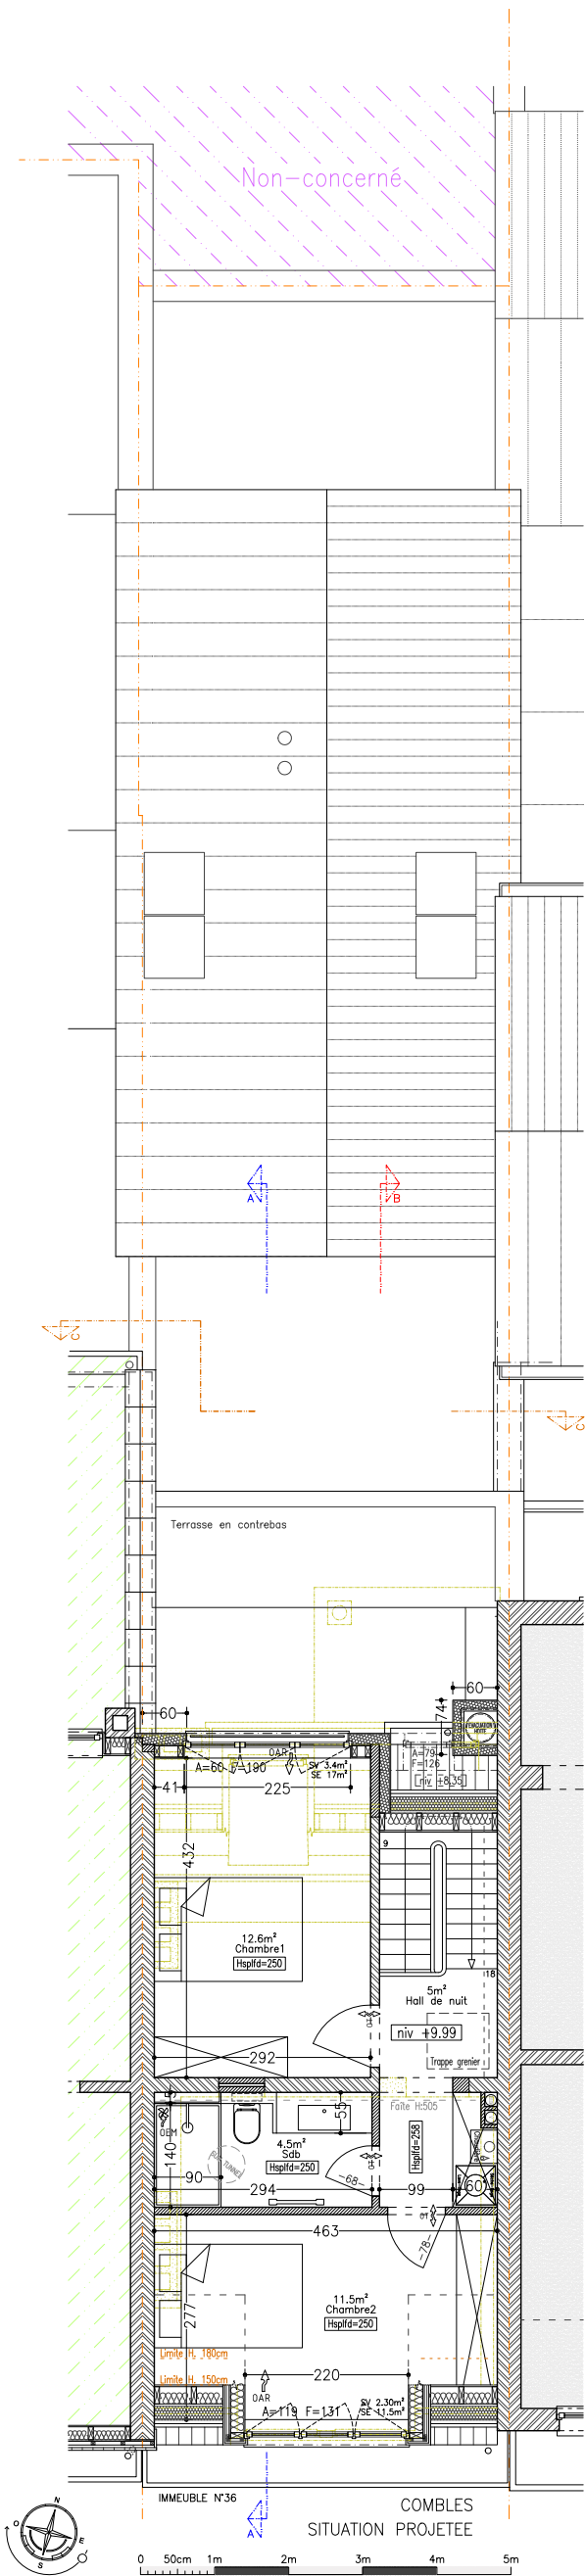 Non-concerné
A
B
C
C
Terrasse en contrebas
60
60
74
EVACUATION
HOTTE
A=79
F=126
niv +8.35
OAR
SV 3.4m²
SE 17m²
A=60 F=190
41
225
432
9
18
12.6m²
Chambre1
Hsplfd=250
5m²
Hall de nuit
niv +9.99
Trappe grenier
292
Faîte H:505
55
OEM
140
4.5m²
Sdb
Hsplfd=250
Hsplfd=258
90
294
68
99
60
OT
463
78
277
11.5m²
Chambre2
Hsplfd=250
Limite H. 180cm
Limite H. 150cm
220
OAR
A=119 F=131
SV 2.30m²
SE 11.5m²
IMMEUBLE N°36
A
COMBLES
SITUATION PROJETEE
N
O
E
S
0 50cm 1m 2m 3m 4m 5m